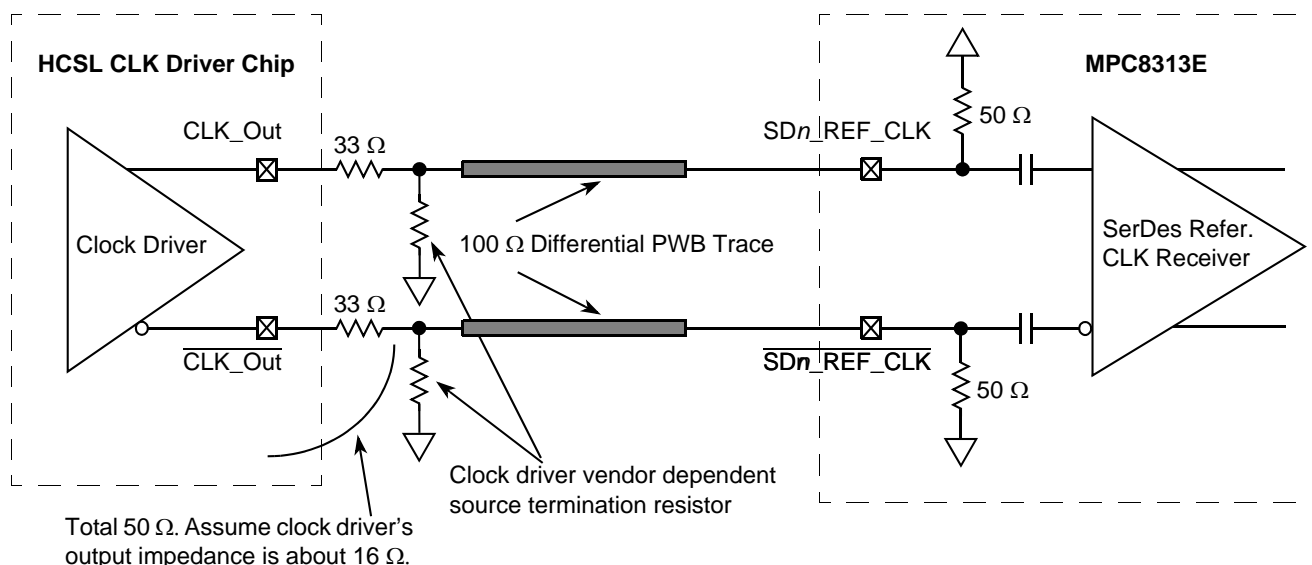 HCSL CLK Driver Chip
MPC8313E
CLK_Out
33 Ω
SDn_REF_CLK
50 Ω
Clock Driver
100 Ω Differential PWB Trace
SerDes Refer.
CLK Receiver
33 Ω
CLK_Out
SDn_REF_CLK
50 Ω
Clock driver vendor dependent
source termination resistor
Total 50 Ω. Assume clock driver's
output impedance is about 16 Ω.